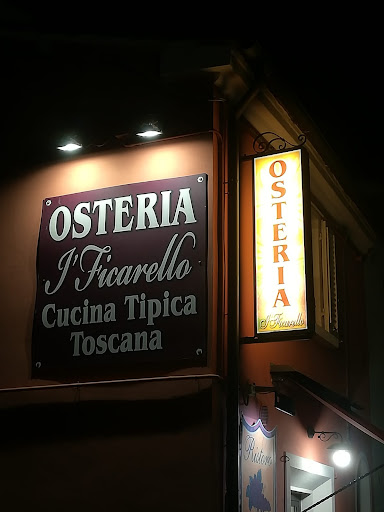 OSTERIA
I' Ficarello
Cucina Tipica
Toscana
OSTERIA
I' Ficarello